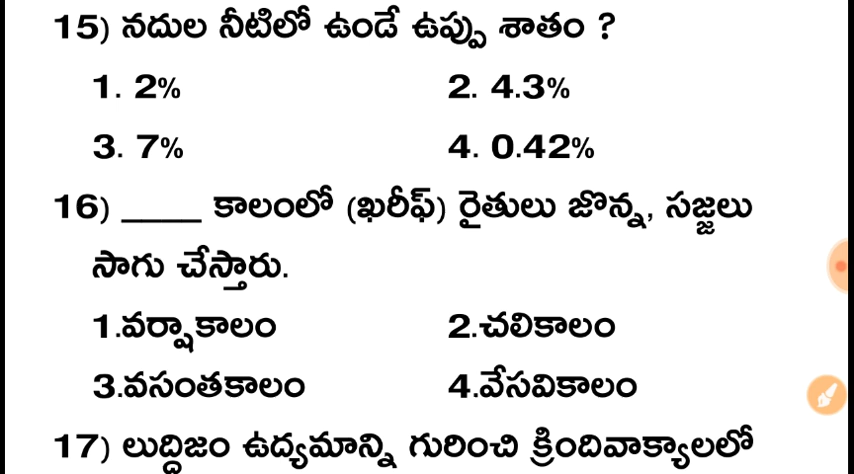 15) నదుల నీటిలో ఉండే ఉప్పు శాతం ?
1. 2% 2. 4.3%
3. 7% 4. 0.42%
16) ____ కాలంలో (ఖరీఫ్) రైతులు జొన్న, సజ్జలు
సాగు చేస్తారు.
1.వర్షాకాలం 2.చలికాలం
3.వసంతకాలం 4.వేసవికాలం
17) లుద్దిజం ఉద్యమాన్ని గురించి క్రిందివాక్యాలలో